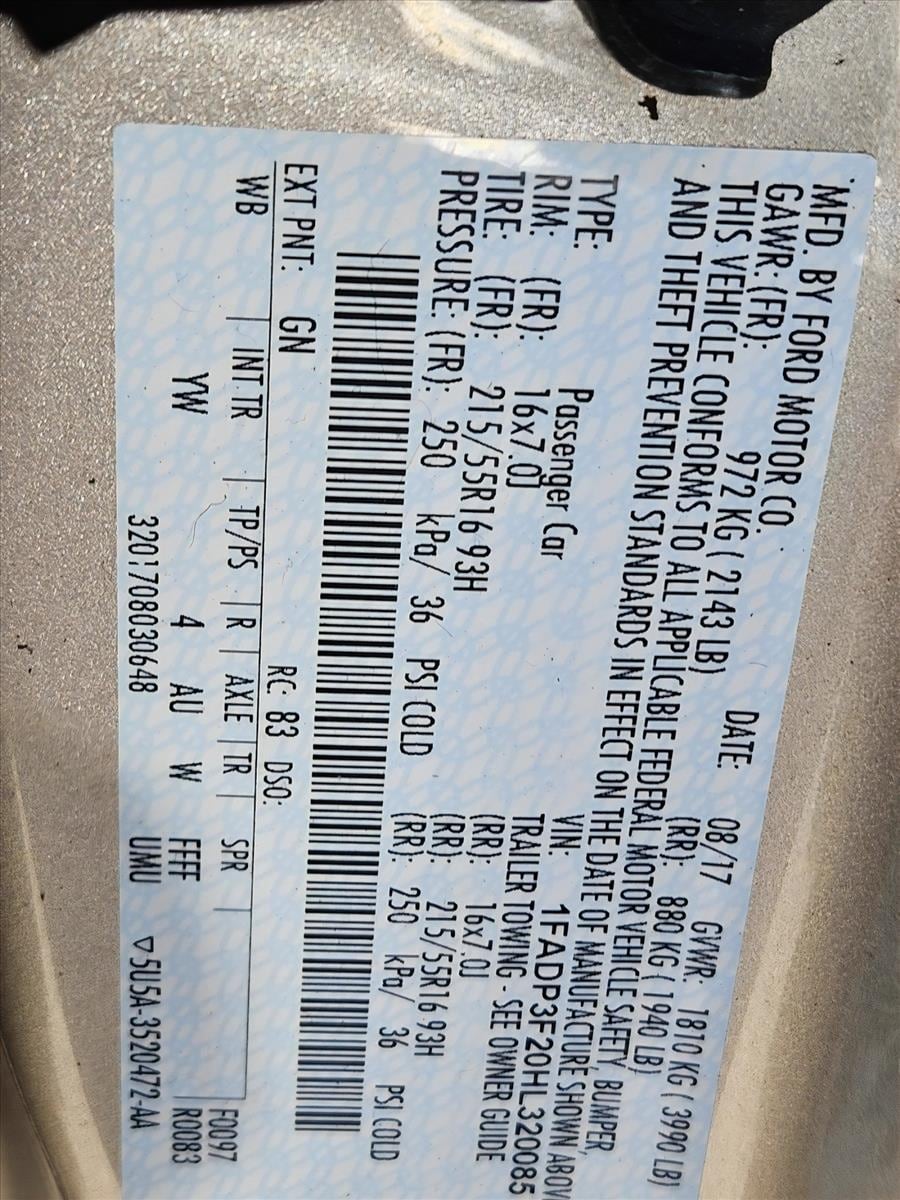 MFD. BY FORD MOTOR CO.
DATE: 08/17 GVWR: 1810 KG ( 3990 LB)
GAWR: (FR): 972 KG ( 2143 LB) (RR): 880 KG ( 1940 LB)
THIS VEHICLE CONFORMS TO ALL APPLICABLE FEDERAL MOTOR VEHICLE SAFETY, BUMPER,
AND THEFT PREVENTION STANDARDS IN EFFECT ON THE DATE OF MANUFACTURE SHOWN ABOV
VIN: 1FADP3F20HL320085
TYPE: Passenger Car TRAILER TOWING - SEE OWNER GUIDE
RIM: (FR): 16x7.0J (RR): 16x7.0J
TIRE: (FR): 215/55R16 93H (RR): 215/55R16 93H
PRESSURE: (FR): 250 kPa/ 36 PSI COLD (RR): 250 kPa/ 36 PSI COLD
EXT PNT: GN RC: 83 DSO:
WB | INT TR | TP/PS | R | AXLE | TR | SPR F0097
YW 4 AU W FFFF R0083
320170803064​8 UMU ▽5U5A-3520472-AA